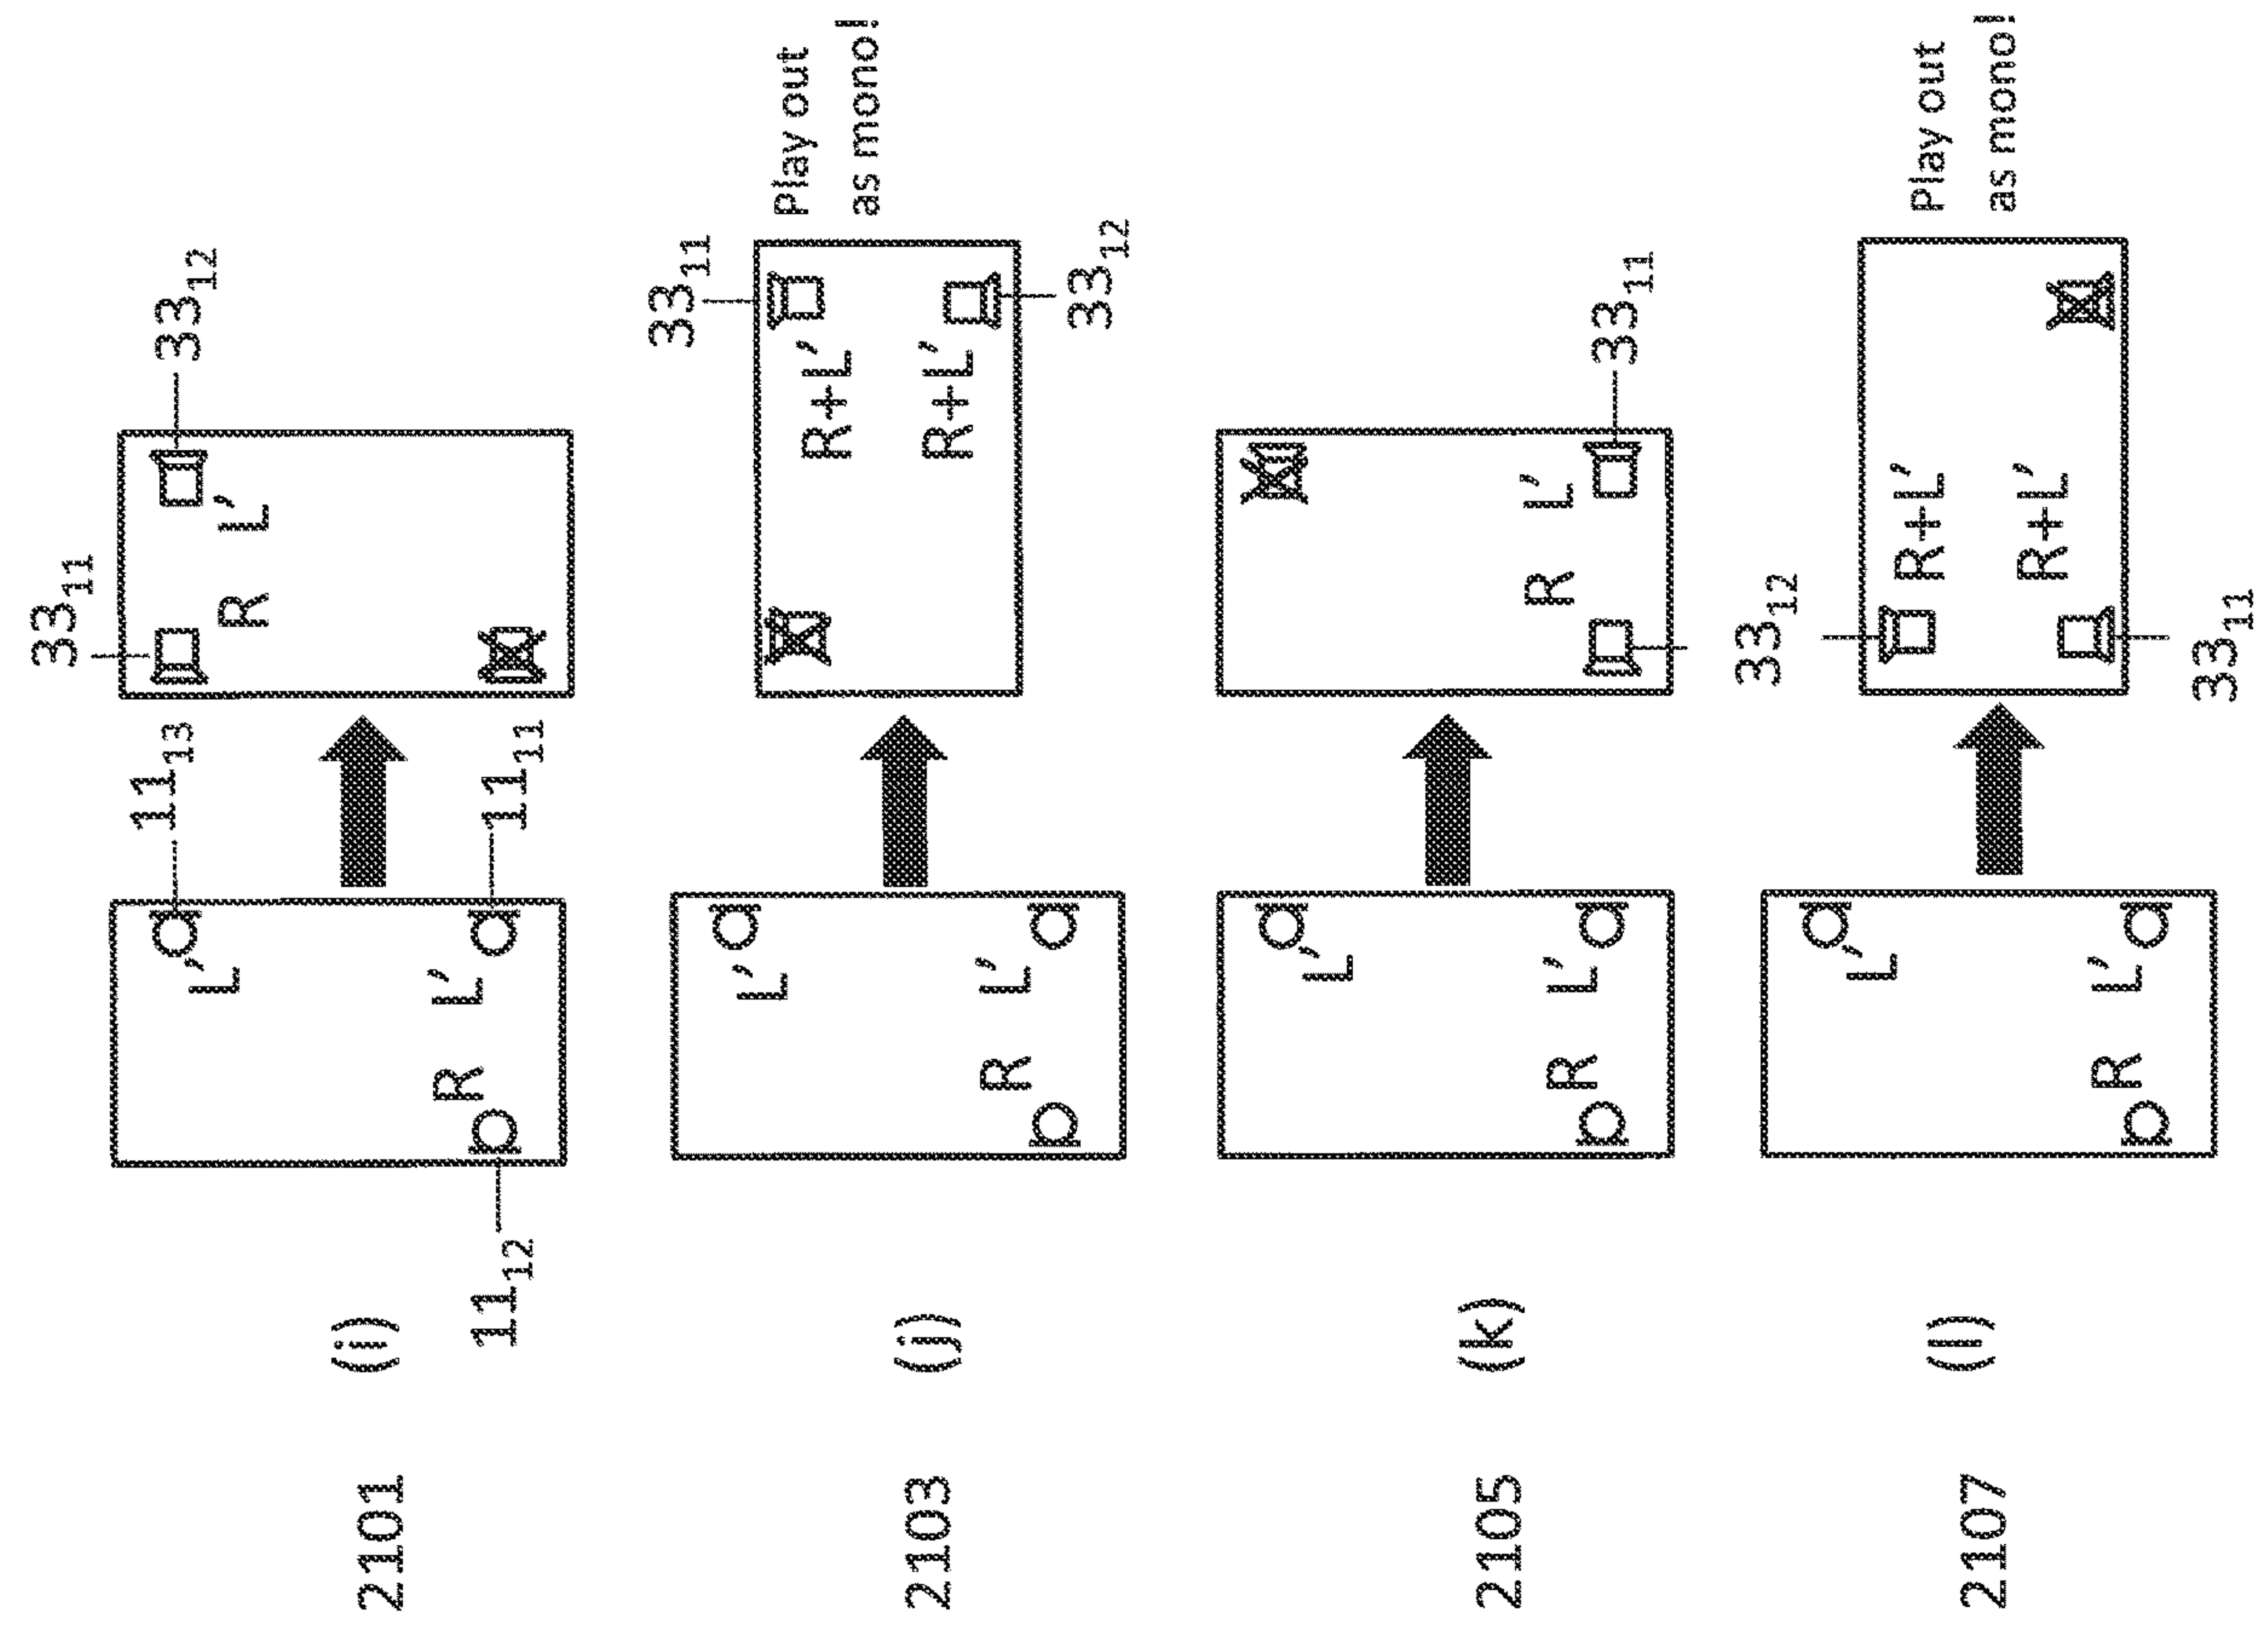 33₁₁
11₁₃ 33₁₂
L' R L'
2101 (i)
R L'
11₁₂ 11₁₁
33₁₁
L' R+L' Play out
as mono!
2103 (j) R+L'
R L'
33₁₂
L'
2105 (k)
R L' R L'
33₁₁
33₁₂
L' R+L' Play out
2107 (l)
as mono!
R+L'
R L'
33₁₁